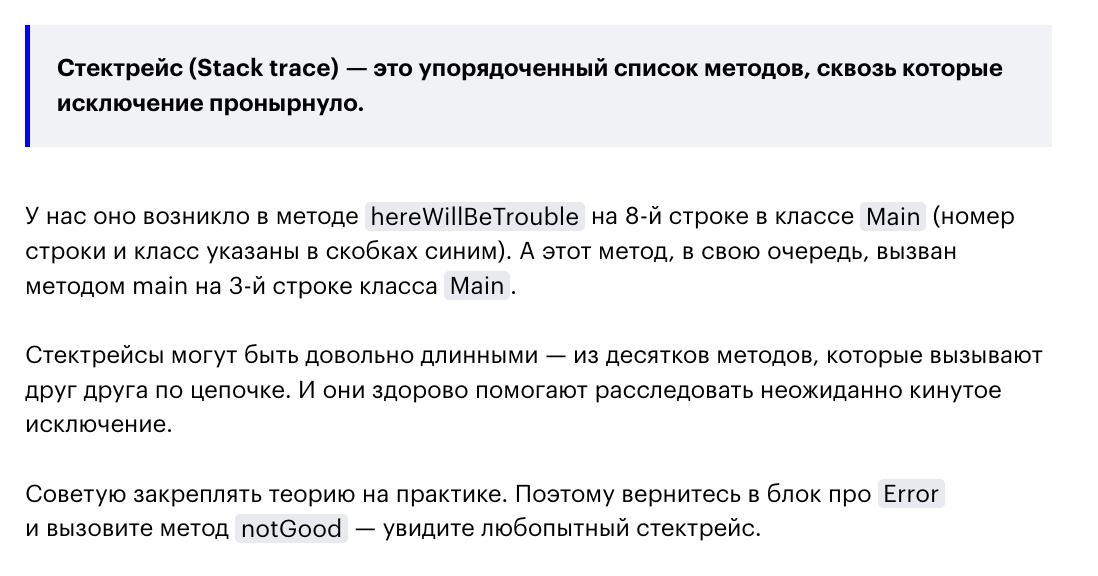 Стектрейс (Stack trace) — это упорядоченный список методов, сквозь которые
исключение пронырнуло.
У нас оно возникло в методе hereWillBeTrouble на 8-й строке в классе Main (номер
строки и класс указаны в скобках синим). А этот метод, в свою очередь, вызван
методом main на 3-й строке класса Main.
Стектрейсы могут быть довольно длинными — из десятков методов, которые вызывают
друг друга по цепочке. И они здорово помогают расследовать неожиданно кинутое
исключение.
Советую закреплять теорию на практике. Поэтому вернитесь в блок про Error
и вызовите метод notGood — увидите любопытный стектрейс.